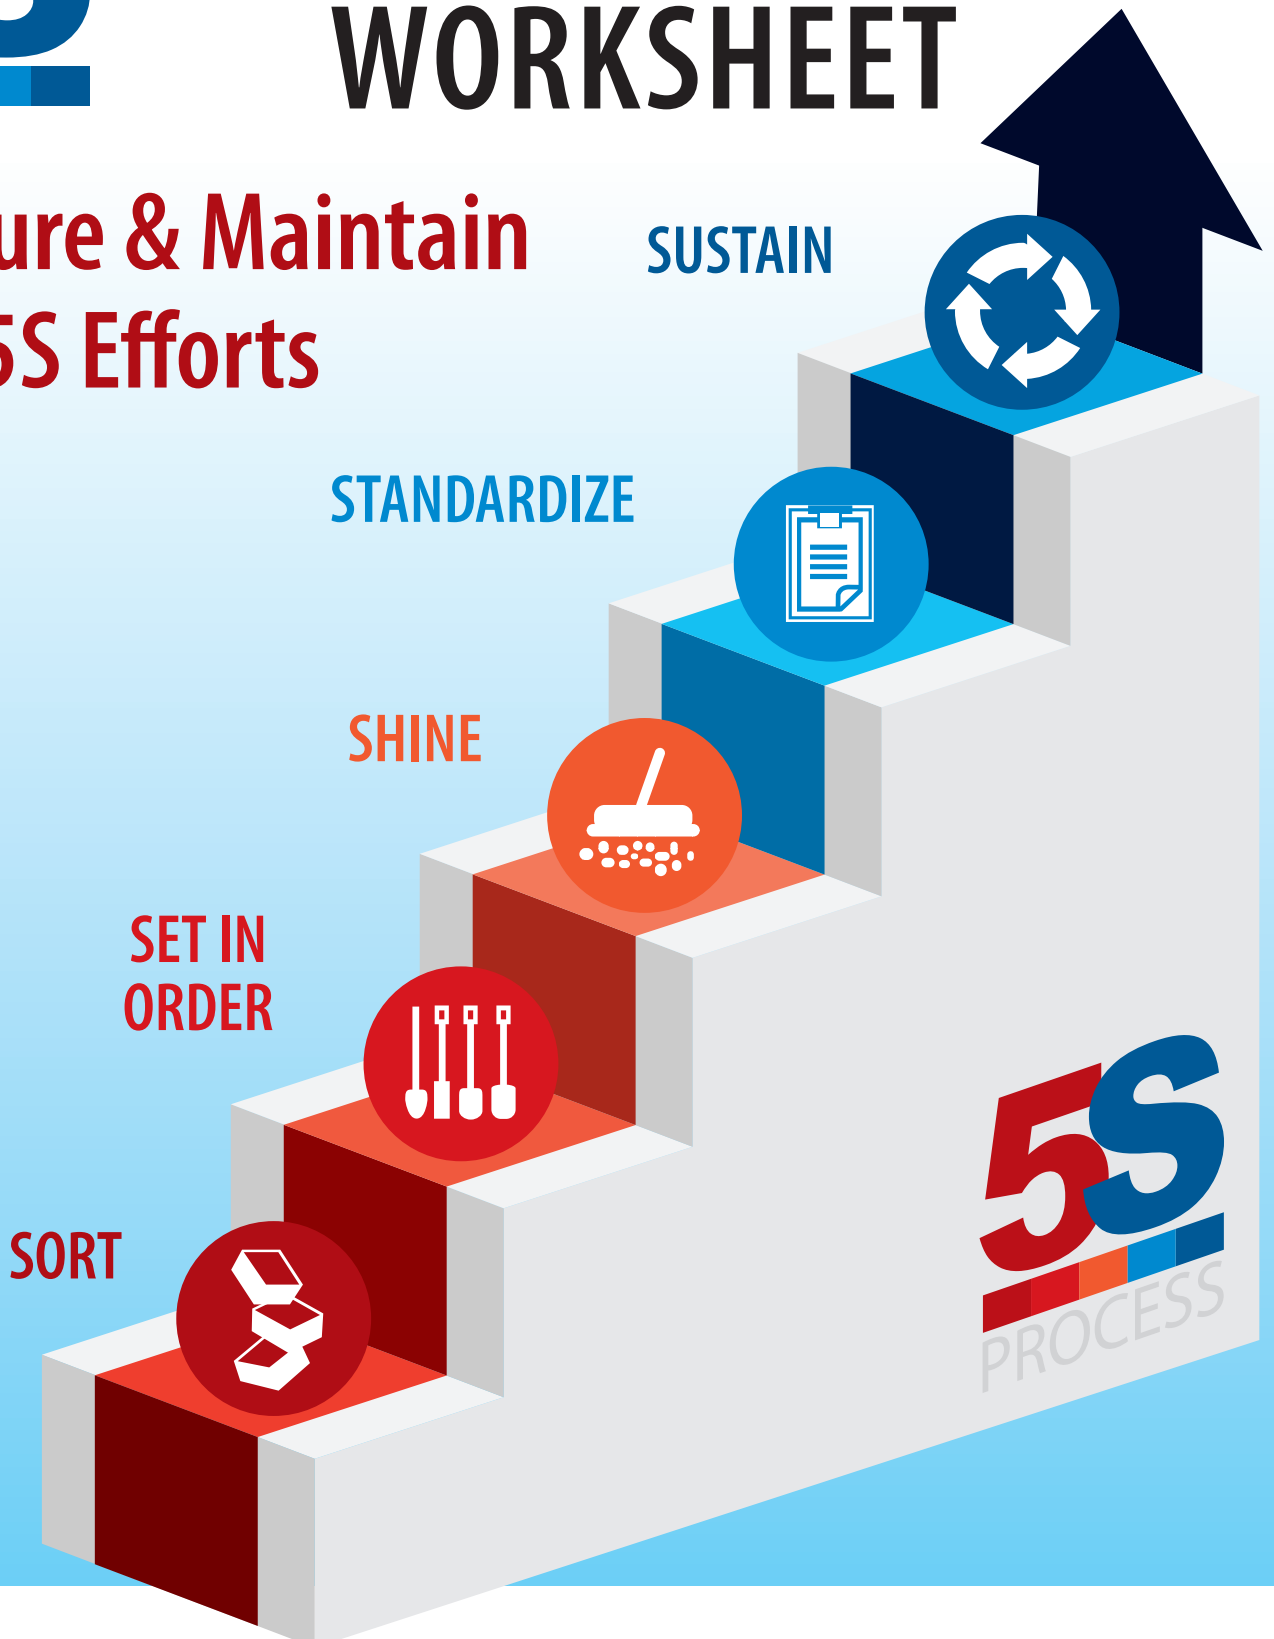 WORKSHEET
ure & Maintain
5S Efforts
SUSTAIN
STANDARDIZE
SHINE
SET IN
ORDER
SORT
5S
PROCESS